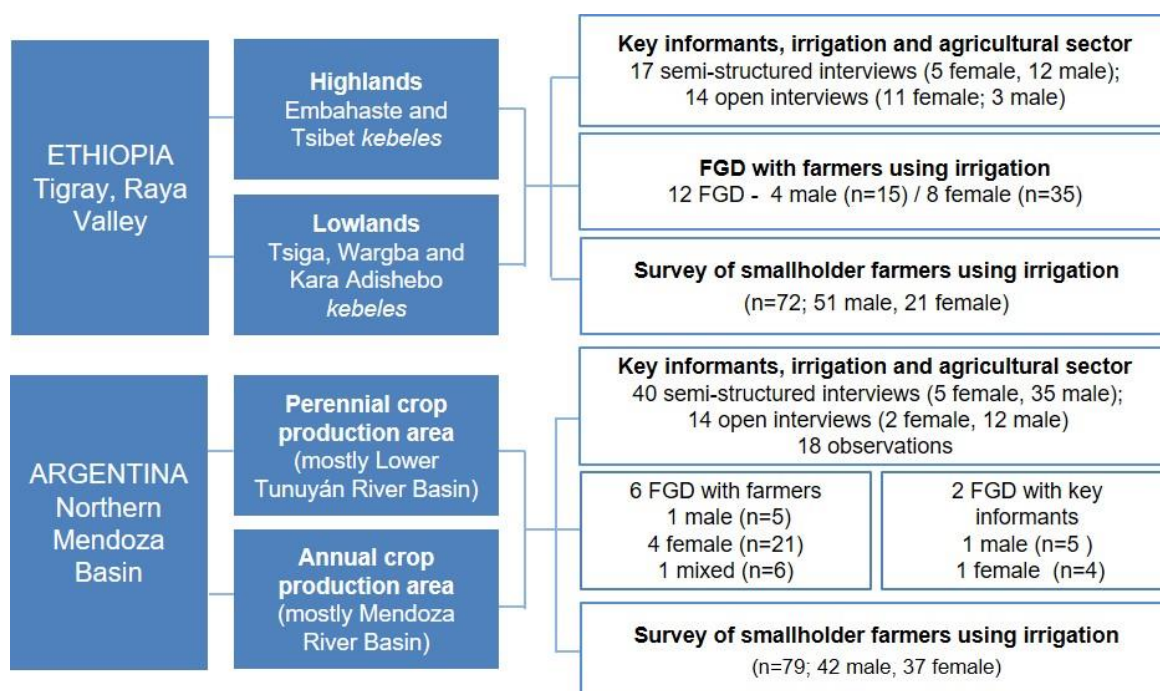 ETHIOPIA
Tigray, Raya
Valley
Highlands
Embahaste and
Tsibet kebeles
Lowlands
Tsiga, Wargba and
Kara Adishebo
kebeles
Key informants, irrigation and agricultural sector
17 semi-structured interviews (5 female, 12 male);
14 open interviews (11 female; 3 male)
FGD with farmers using irrigation
12 FGD - 4 male (n=15) / 8 female (n=35)
Survey of smallholder farmers using irrigation
(n=72; 51 male, 21 female)
ARGENTINA
Northern
Mendoza
Basin
Perennial crop
production area
(mostly Lower
Tunuyán River Basin)
Annual crop
production area
(mostly Mendoza
River Basin)
Key informants, irrigation and agricultural sector
40 semi-structured interviews (5 female, 35 male);
14 open interviews (2 female, 12 male)
18 observations
6 FGD with farmers
1 male (n=5)
4 female (n=21)
1 mixed (n=6)
2 FGD with key
informants
1 male (n=5 )
1 female (n=4)
Survey of smallholder farmers using irrigation
(n=79; 42 male, 37 female)